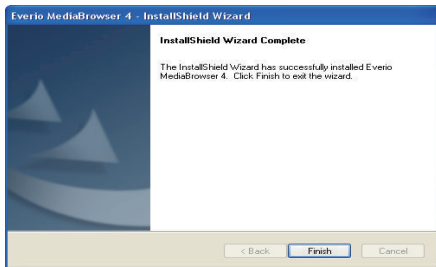 Everio MediaBrowser 4 - InstallShield Wizard
InstallShield Wizard Complete
The InstallShield Wizard has successfully installed Everio
MediaBrowser 4. Click Finish to exit the wizard.
< Back Finish Cancel